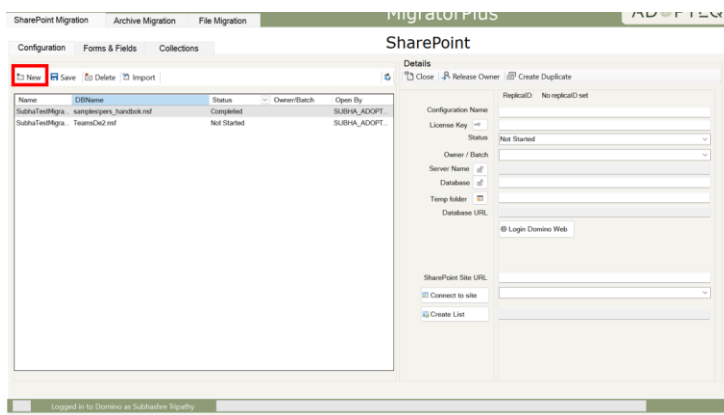 MigratorPlus
ADOPTEQ
SharePoint Migration Archive Migration File Migration
SharePoint
Configuration Forms & Fields Collections
Details
New Save Delete Import
Close Release Owner Create Duplicate
Name DBName Status Owner/Batch Open By
SubhaTestMigra... samples\pers_handbok.nsf Completed SUBHA_ADOPT...
SubhaTestMigra... TeamsDe2.nsf Not Started SUBHA_ADOPT...
ReplicaID: No replicaID set
Configuration Name
License Key
Status Not Started
Owner / Batch
Server Name
Database
Temp folder
Database URL
Login Domino Web
SharePoint Site URL
Connect to site
Create List
Logged in to Domino as Subhashre Tripathy